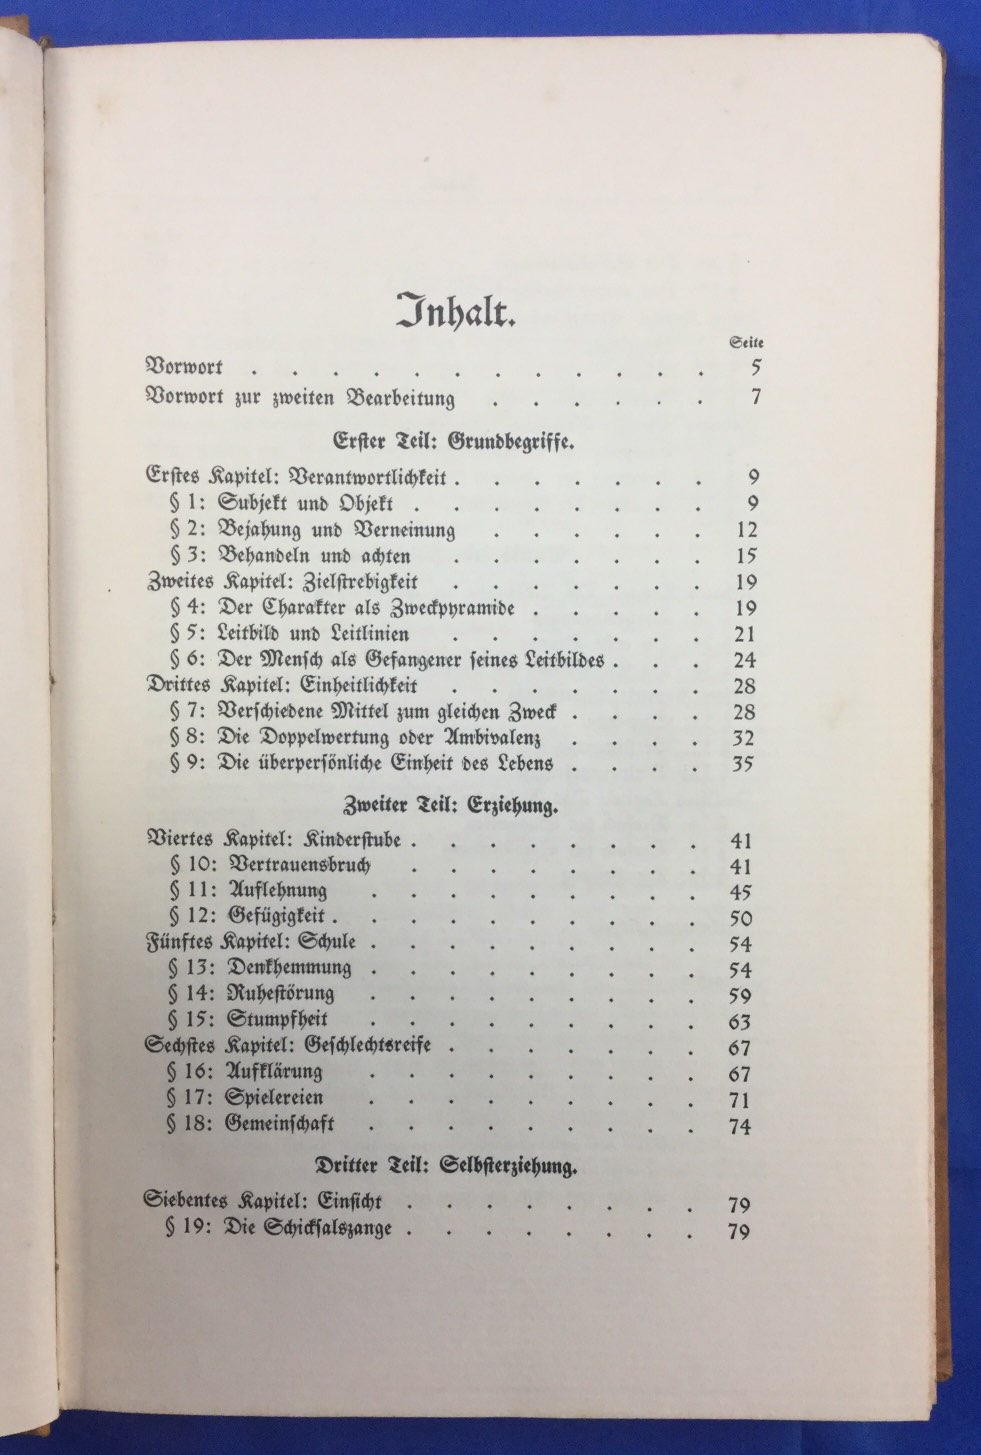 Inhalt.
Seite
Vorwort . . . . . . . . . . . . 5
Vorwort zur zweiten Bearbeitung . . . . . . 7
Erster Teil: Grundbegriffe.
Erstes Kapitel: Verantwortlichkeit . . . . . . . 9
§ 1: Subjekt und Objekt . . . . . . . . 9
§ 2: Bejahung und Verneinung . . . . . . 12
§ 3: Behandeln und achten . . . . . . . 15
Zweites Kapitel: Zielstrebigkeit . . . . . . . 19
§ 4: Der Charakter als Zweckpyramide . . . . . 19
§ 5: Leitbild und Leitlinien . . . . . . . 21
§ 6: Der Mensch als Gefangener seines Leitbildes . . . 24
Drittes Kapitel: Einheitlichkeit . . . . . . . 28
§ 7: Verschiedene Mittel zum gleichen Zweck . . . . 28
§ 8: Die Doppelwertung oder Ambivalenz . . . . 32
§ 9: Die überpersönliche Einheit des Lebens . . . . 35
Zweiter Teil: Erziehung.
Viertes Kapitel: Kinderstube . . . . . . . . 41
§ 10: Vertrauensbruch . . . . . . . . 41
§ 11: Auflehnung . . . . . . . . . 45
§ 12: Gefügigkeit . . . . . . . . . . 50
Fünftes Kapitel: Schule . . . . . . . . . 54
§ 13: Denkhemmung . . . . . . . . . 54
§ 14: Ruhestörung . . . . . . . . . 59
§ 15: Stumpfheit . . . . . . . . . 63
Sechstes Kapitel: Geschlechtsreife . . . . . . . 67
§ 16: Aufklärung . . . . . . . . . 67
§ 17: Spielereien . . . . . . . . . 71
§ 18: Gemeinschaft . . . . . . . . . 74
Dritter Teil: Selbsterziehung.
Siebentes Kapitel: Einsicht . . . . . . . . 79
§ 19: Die Schicksalszange . . . . . . . . 79